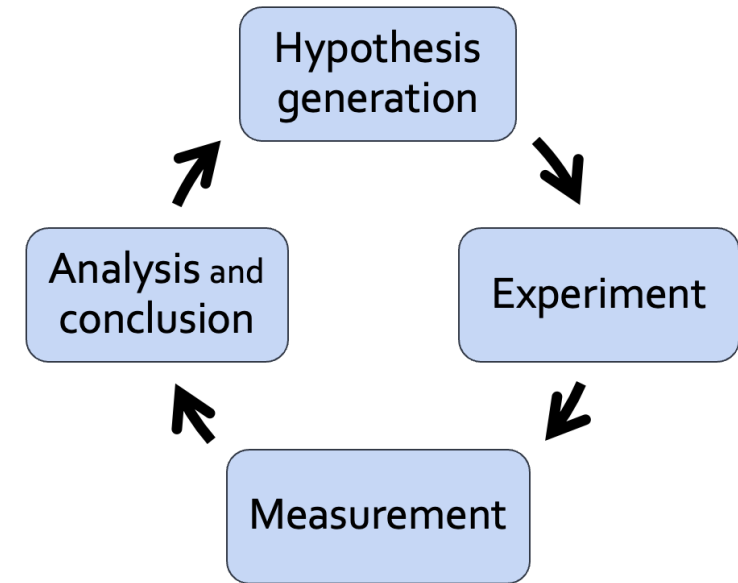 Hypothesis
generation
Experiment
Measurement
Analysis and
conclusion